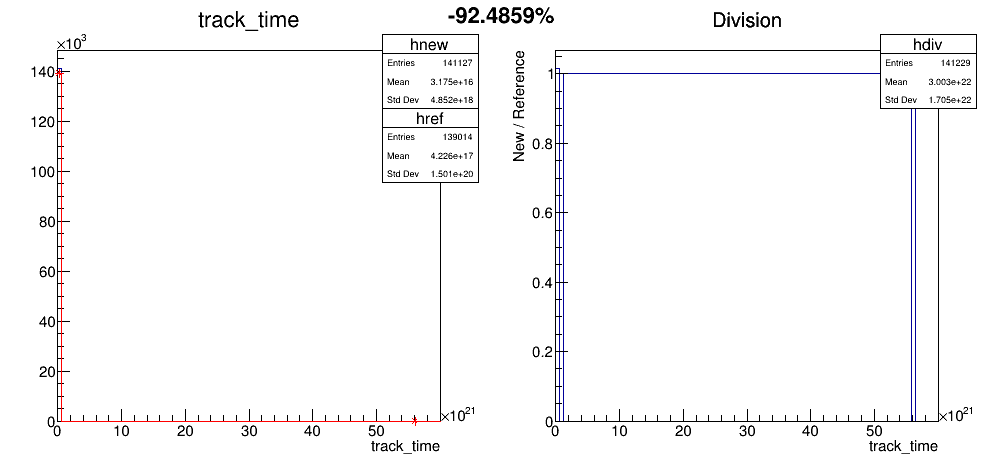 -92.4859%
track_time
×10³
hnew
Entries 141127
Mean 3.175e+16
Std Dev 4.852e+18
href
Entries 139014
Mean 4.226e+17
Std Dev 1.501e+20
140
120
100
80
60
40
20
0
0 10 20 30 40 50
×10²¹
track_time
Division
hdiv
Entries 141229
Mean 3.003e+22
Std Dev 1.705e+22
New / Reference
1
0.8
0.6
0.4
0.2
0
0 10 20 30 40 50
×10²¹
track_time